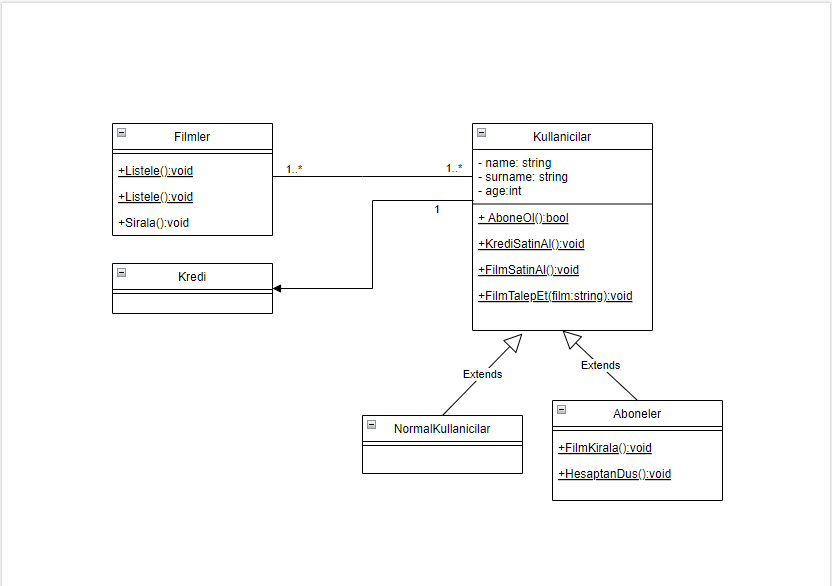 Filmler
+Listele():void
+Listele():void
+Sirala():void
1..*
1..*
Kullanicilar
- name: string
- surname: string
- age:int
+ AboneOl():bool
+KrediSatinAl():void
+FilmSatinAl():void
+FilmTalepEt(film:string):void
1
Kredi
Extends
Extends
NormalKullanicilar
Aboneler
+FilmKirala():void
+HesaptanDus():void